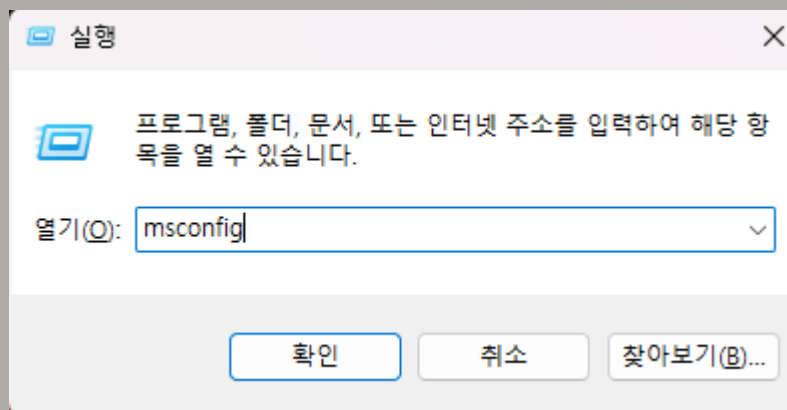 실행
프로그램, 폴더, 문서, 또는 인터넷 주소를 입력하여 해당 항
목을 열 수 있습니다.
열기(O): msconfig
확인 취소 찾아보기(B)...